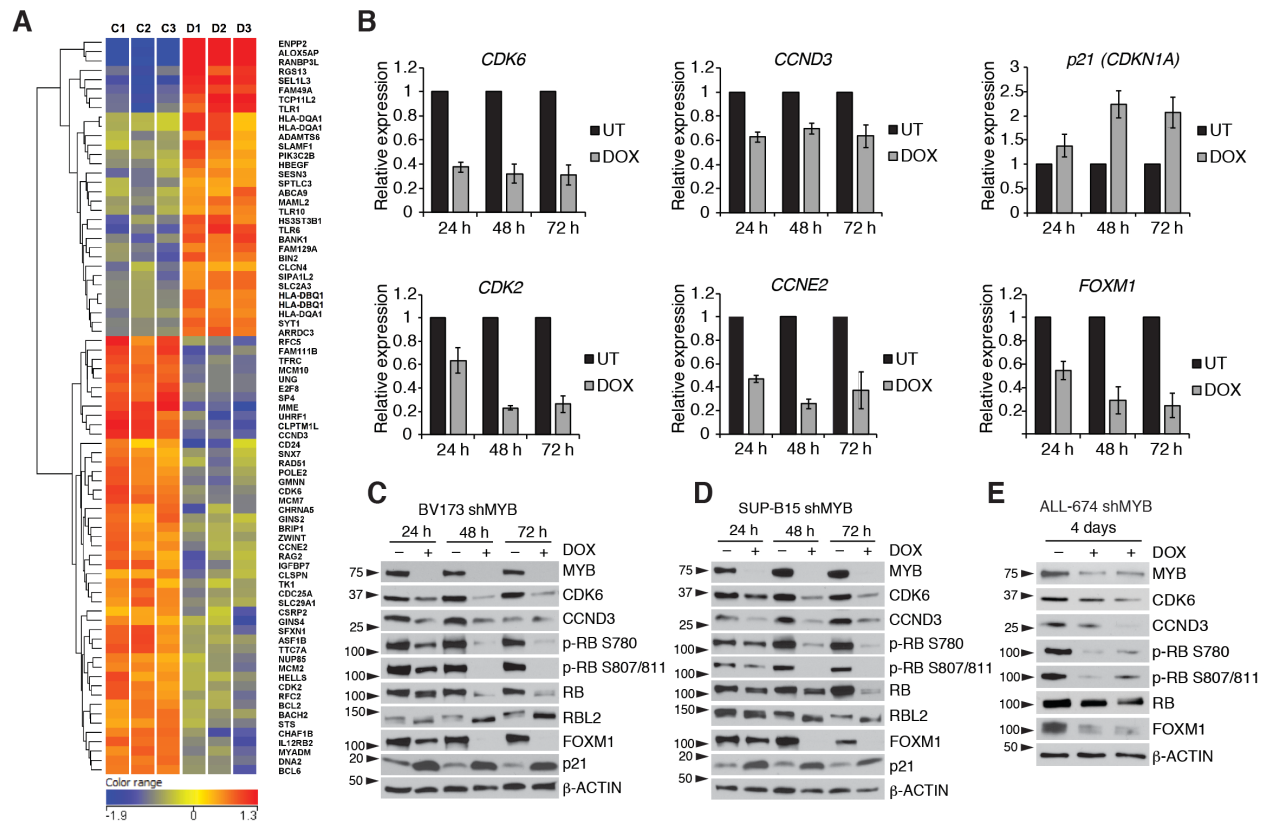 A
C1 C2 C3 D1 D2 D3
ENPP2
ALOX5AP
RANBP3L
RGS13
SEL1L3
FAM49A
TCP11L2
TLR1
HLA-DQA1
HLA-DQA1
ADAMTS6
SLAMF1
PIK3C2B
HBEGF
SESN3
SPTLC3
ABCA9
MAML2
TLR10
HS3ST3B1
TLR6
BANK1
FAM129A
BIN2
CLCN4
SIPA1L2
SLC2A3
HLA-DBQ1
HLA-DBQ1
HLA-DQA1
SYT1
ARRDC3
RFC5
FAM111B
TFRC
MCM10
UNG
E2F8
SP4
MME
UHRF1
CLPTM1L
CCND3
CD24
SNX7
RAD51
POLE2
GMNN
CDK6
MCM7
CHRNA5
GINS2
BRIP1
ZWINT
CCNE2
RAG2
IGFBP7
CLSPN
TK1
CDC25A
SLC29A1
CSRP2
GINS4
SFXN1
ASF1B
TTC7A
NUP85
MCM2
HELLS
CDK2
RFC2
BCL2
BACH2
STS
CHAF1B
IL12RB2
MYADM
DNA2
BCL6
Color range
-1.9 0 1.3
B
CDK6
Relative expression
1.2
1
0.8
0.6
0.4
0.2
0
24 h 48 h 72 h
UT
DOX
CCND3
Relative expression
1.2
1
0.8
0.6
0.4
0.2
0
24 h 48 h 72 h
UT
DOX
p21 (CDKN1A)
Relative expression
3
2.5
2
1.5
1
0.5
0
24 h 48 h 72 h
UT
DOX
CDK2
Relative expression
1.2
1
0.8
0.6
0.4
0.2
0
24 h 48 h 72 h
UT
DOX
CCNE2
Relative expression
1.2
1
0.8
0.6
0.4
0.2
0
24 h 48 h 72 h
UT
DOX
FOXM1
Relative expression
1.2
1
0.8
0.6
0.4
0.2
0
24 h 48 h 72 h
UT
DOX
C
BV173 shMYB
24 h 48 h 72 h
– + – + – + DOX
75 MYB
37 CDK6
25 CCND3
100 p-RB S780
100 p-RB S807/811
100 RB
150 RBL2
100 FOXM1
20 p21
50 β-ACTIN
D
SUP-B15 shMYB
24 h 48 h 72 h
– + – + – + DOX
75 MYB
37 CDK6
25 CCND3
100 p-RB S780
100 p-RB S807/811
100 RB
150 RBL2
100 FOXM1
20 p21
50 β-ACTIN
E
ALL-674 shMYB
4 days
– + + DOX
75 MYB
37 CDK6
25 CCND3
100 p-RB S780
100 p-RB S807/811
100 RB
100 FOXM1
50 β-ACTIN